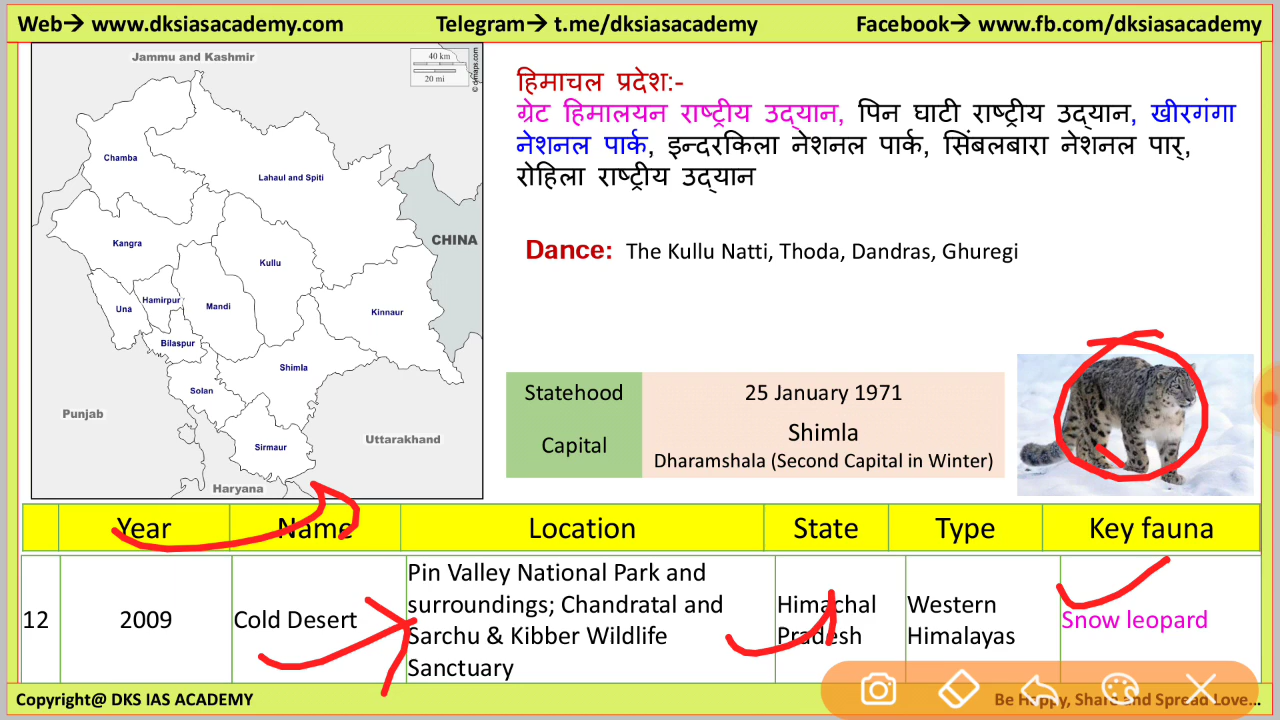 Web→ www.dksiasacademy.com Telegram→ t.me/dksiasacademy Facebook→ www.fb.com/dksiasacademy
Jammu and Kashmir
40 km
20 mi
© d-maps.com
Chamba
Lahaul and Spiti
Kangra
CHINA
Kullu
Hamirpur
Una
Mandi
Kinnaur
Bilaspur
Shimla
Solan
Punjab
Uttarakhand
Sirmaur
Haryana
हिमाचल प्रदेश:-
ग्रेट हिमालयन राष्ट्रीय उद्यान, पिन घाटी राष्ट्रीय उद्यान, खीरगंगा
नेशनल पार्क, इन्दरकिला नेशनल पार्क, सिंबलबारा नेशनल पार्,
रोहिला राष्ट्रीय उद्यान
Dance: The Kullu Natti, Thoda, Dandras, Ghuregi
Statehood 25 January 1971
Capital Shimla
Dharamshala (Second Capital in Winter)
Year Name Location State Type Key fauna
12 2009 Cold Desert Pin Valley National Park and
surroundings; Chandratal and
Sarchu & Kibber Wildlife
Sanctuary
Himachal
Pradesh
Western
Himalayas
Snow leopard
Copyright@ DKS IAS ACADEMY Be Happy, Share and Spread Love...